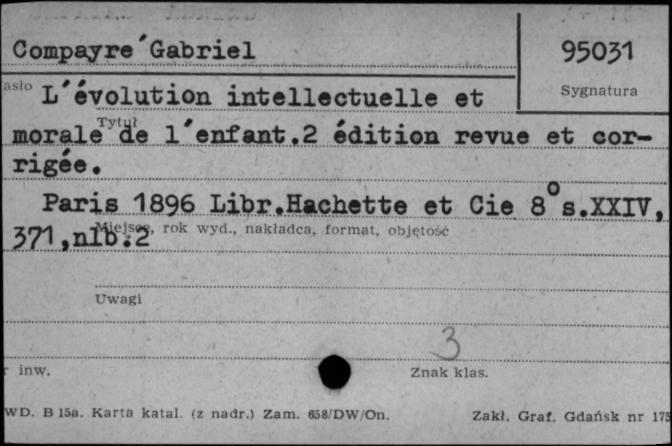 Compayre´Gabriel
95031
asło
Sygnatura
L´évolution intellectuelle et
Tytuł
morale de l´enfant.2 édition revue et cor-
rigée.
Paris 1896 Libr.Hachette et Cie 8° s.XXIV,
Miejsce, rok wyd., nakładca, format, objętość
371,nlb.2
Uwagi
3
r inw.
Znak klas.
WD. B 15a. Karta katal. (z nadr.) Zam. 658/DW/On.
Zakł. Graf. Gdańsk nr 175